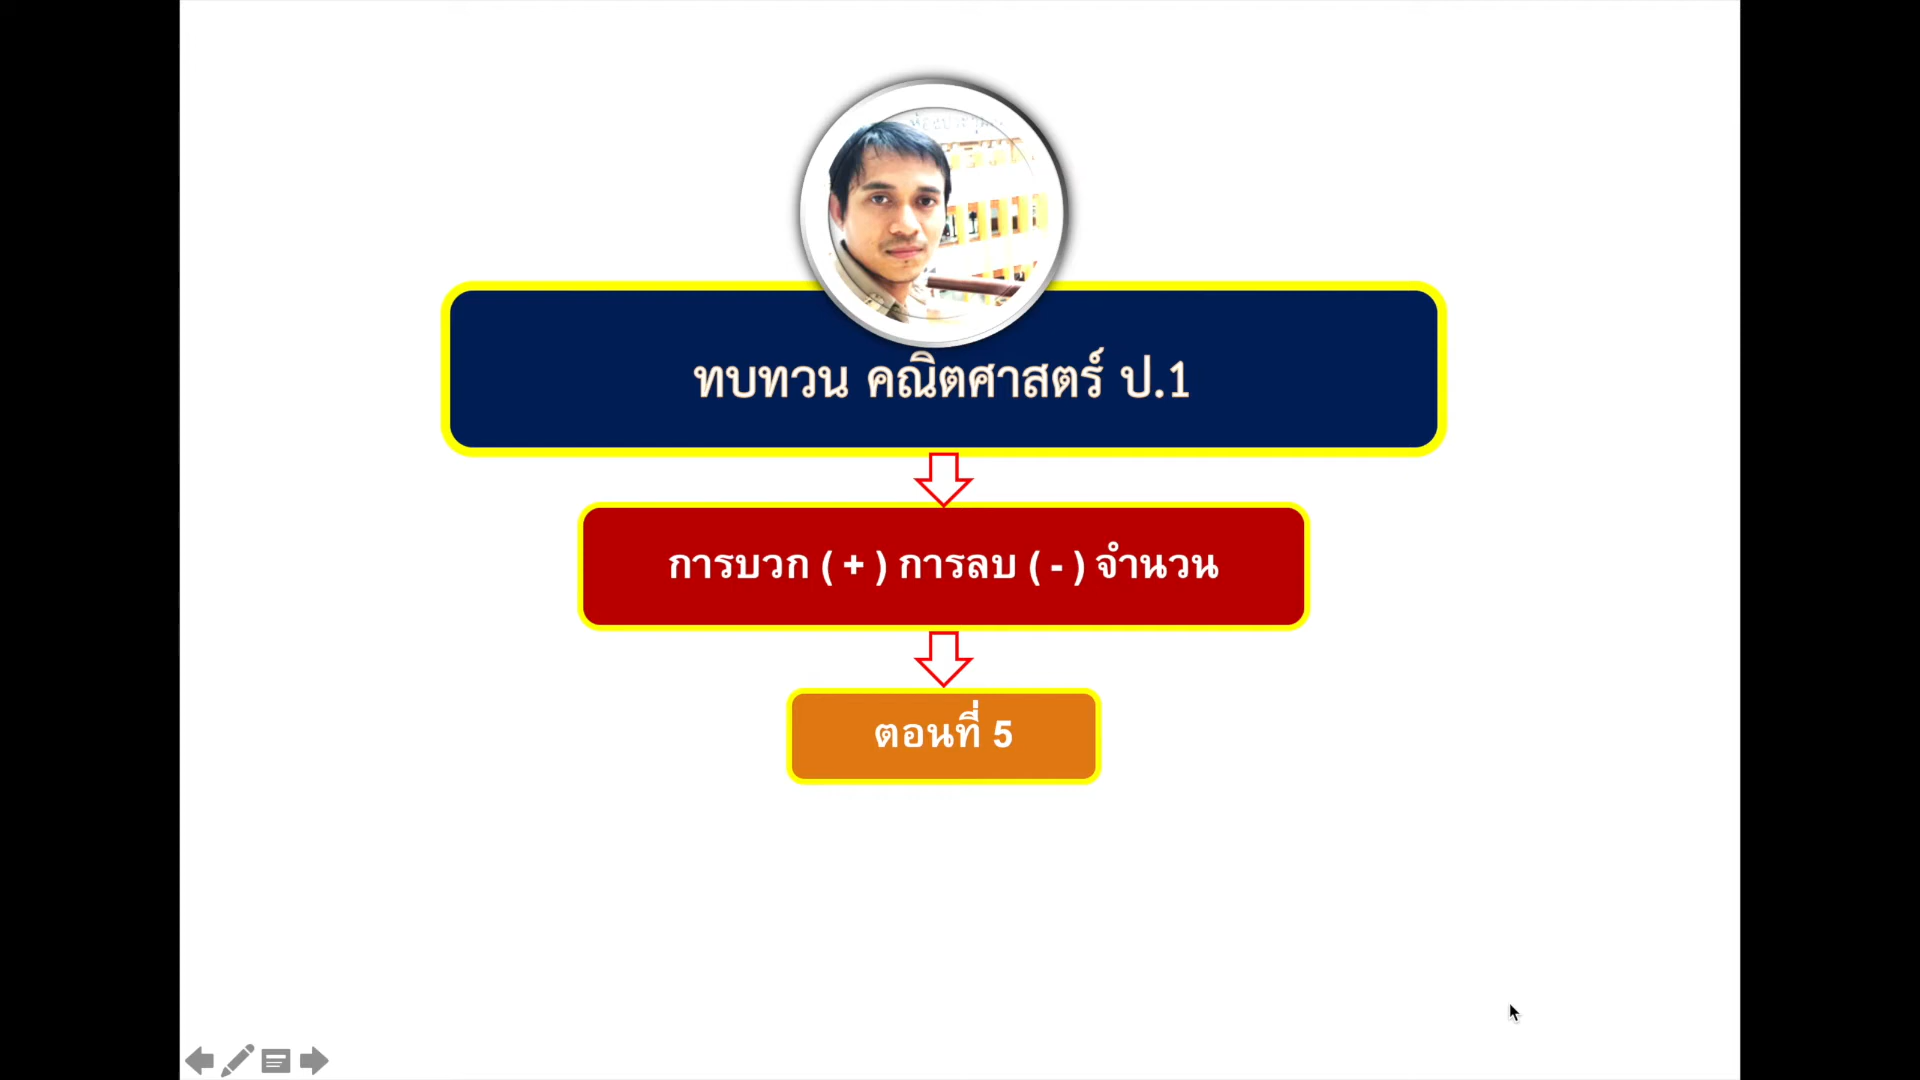 ทบทวน คณิตศาสตร์ ป.1
การบวก ( + ) การลบ ( - ) จำนวน
ตอนที่ 5